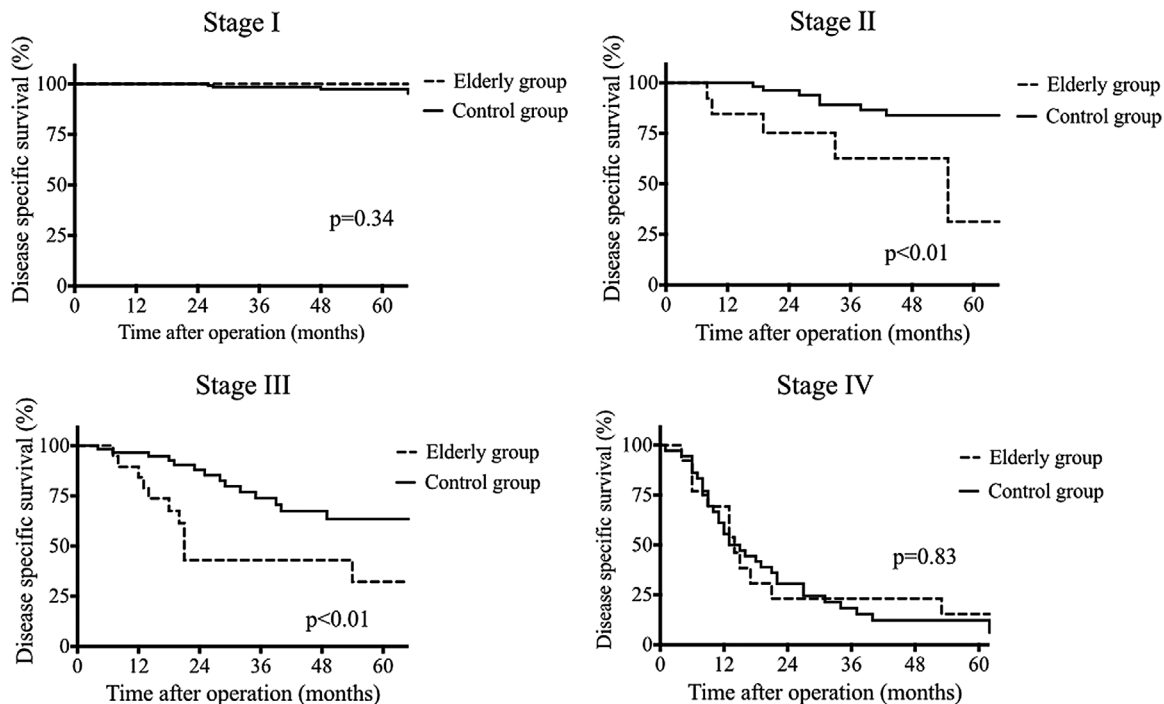 Stage I
Disease specific survival (%)
100
75
50
25
0
0 12 24 36 48 60
Time after operation (months)
Elderly group
Control group
p=0.34
Stage II
Disease specific survival (%)
100
75
50
25
0
0 12 24 36 48 60
Time after operation (months)
Elderly group
Control group
p<0.01
Stage III
Disease specific survival (%)
100
75
50
25
0
0 12 24 36 48 60
Time after operation (months)
Elderly group
Control group
p<0.01
Stage IV
Disease specific survival (%)
100
75
50
25
0
0 12 24 36 48 60
Time after operation (months)
Elderly group
Control group
p=0.83